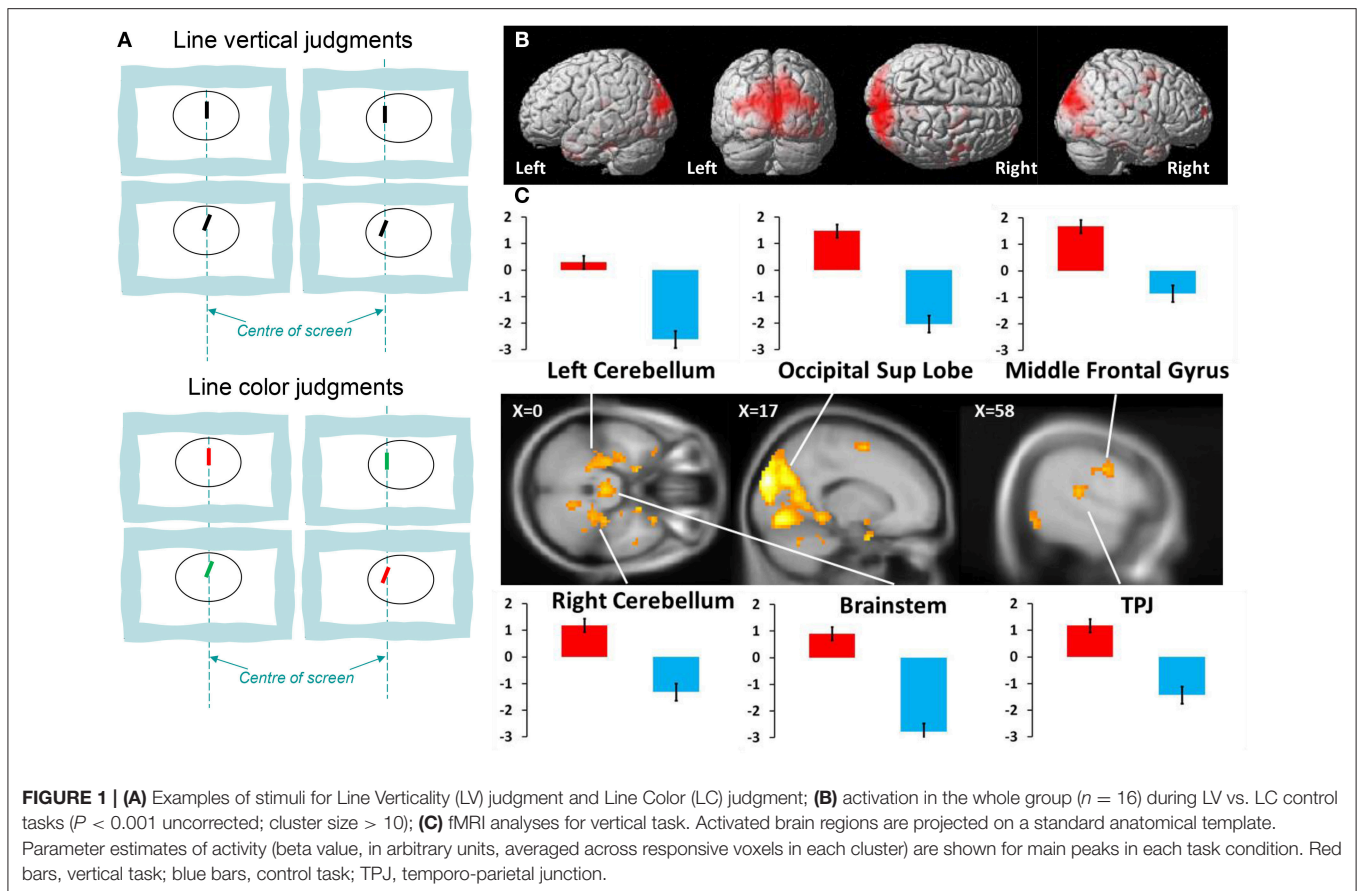 A
Line vertical judgments
Centre of screen
Line color judgments
Centre of screen
B
Left
Left
Right
Right
C
2
1
0
-1
-2
-3
Left Cerebellum
2
1
0
-1
-2
-3
Occipital Sup Lobe
2
1
0
-1
-2
-3
Middle Frontal Gyrus
X=0
X=17
X=58
Right Cerebellum
2
1
0
-1
-2
-3
Brainstem
2
1
0
-1
-2
-3
TPJ
2
1
0
-1
-2
-3
FIGURE 1 | (A) Examples of stimuli for Line Verticality (LV) judgment and Line Color (LC) judgment; (B) activation in the whole group (n = 16) during LV vs. LC control
tasks (P < 0.001 uncorrected; cluster size > 10); (C) fMRI analyses for vertical task. Activated brain regions are projected on a standard anatomical template.
Parameter estimates of activity (beta value, in arbitrary units, averaged across responsive voxels in each cluster) are shown for main peaks in each task condition. Red
bars, vertical task; blue bars, control task; TPJ, temporo-parietal junction.